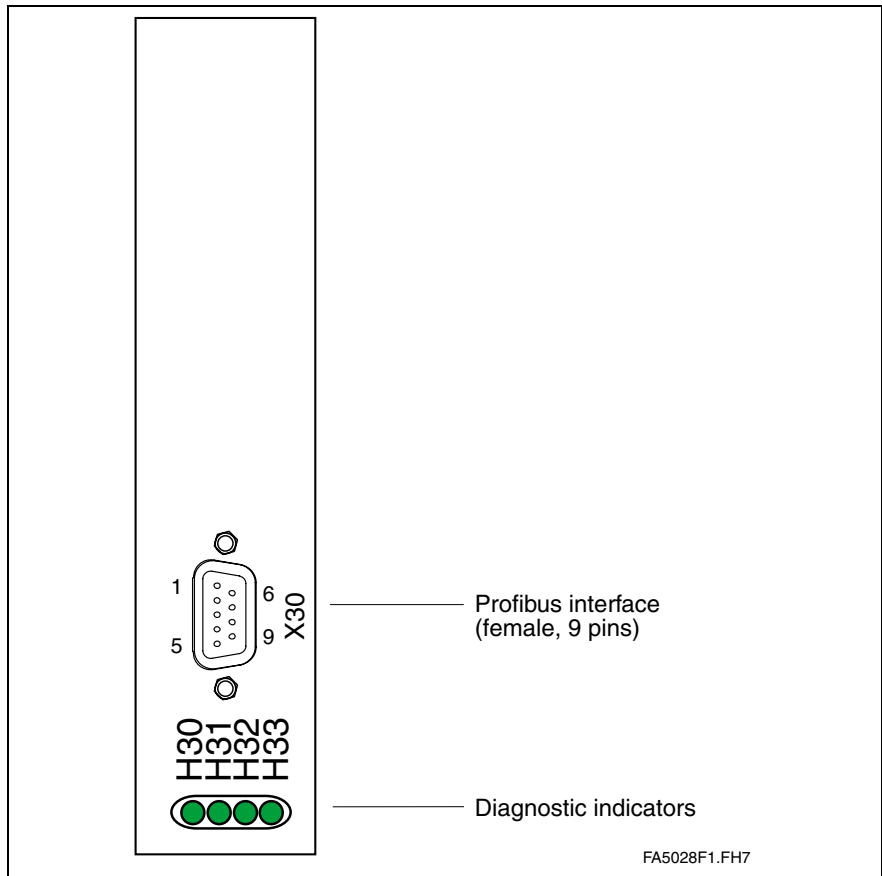 1
6
5
9
X30
Profibus interface
(female, 9 pins)
H30
H31
H32
H33
Diagnostic indicators
FA5028F1.FH7